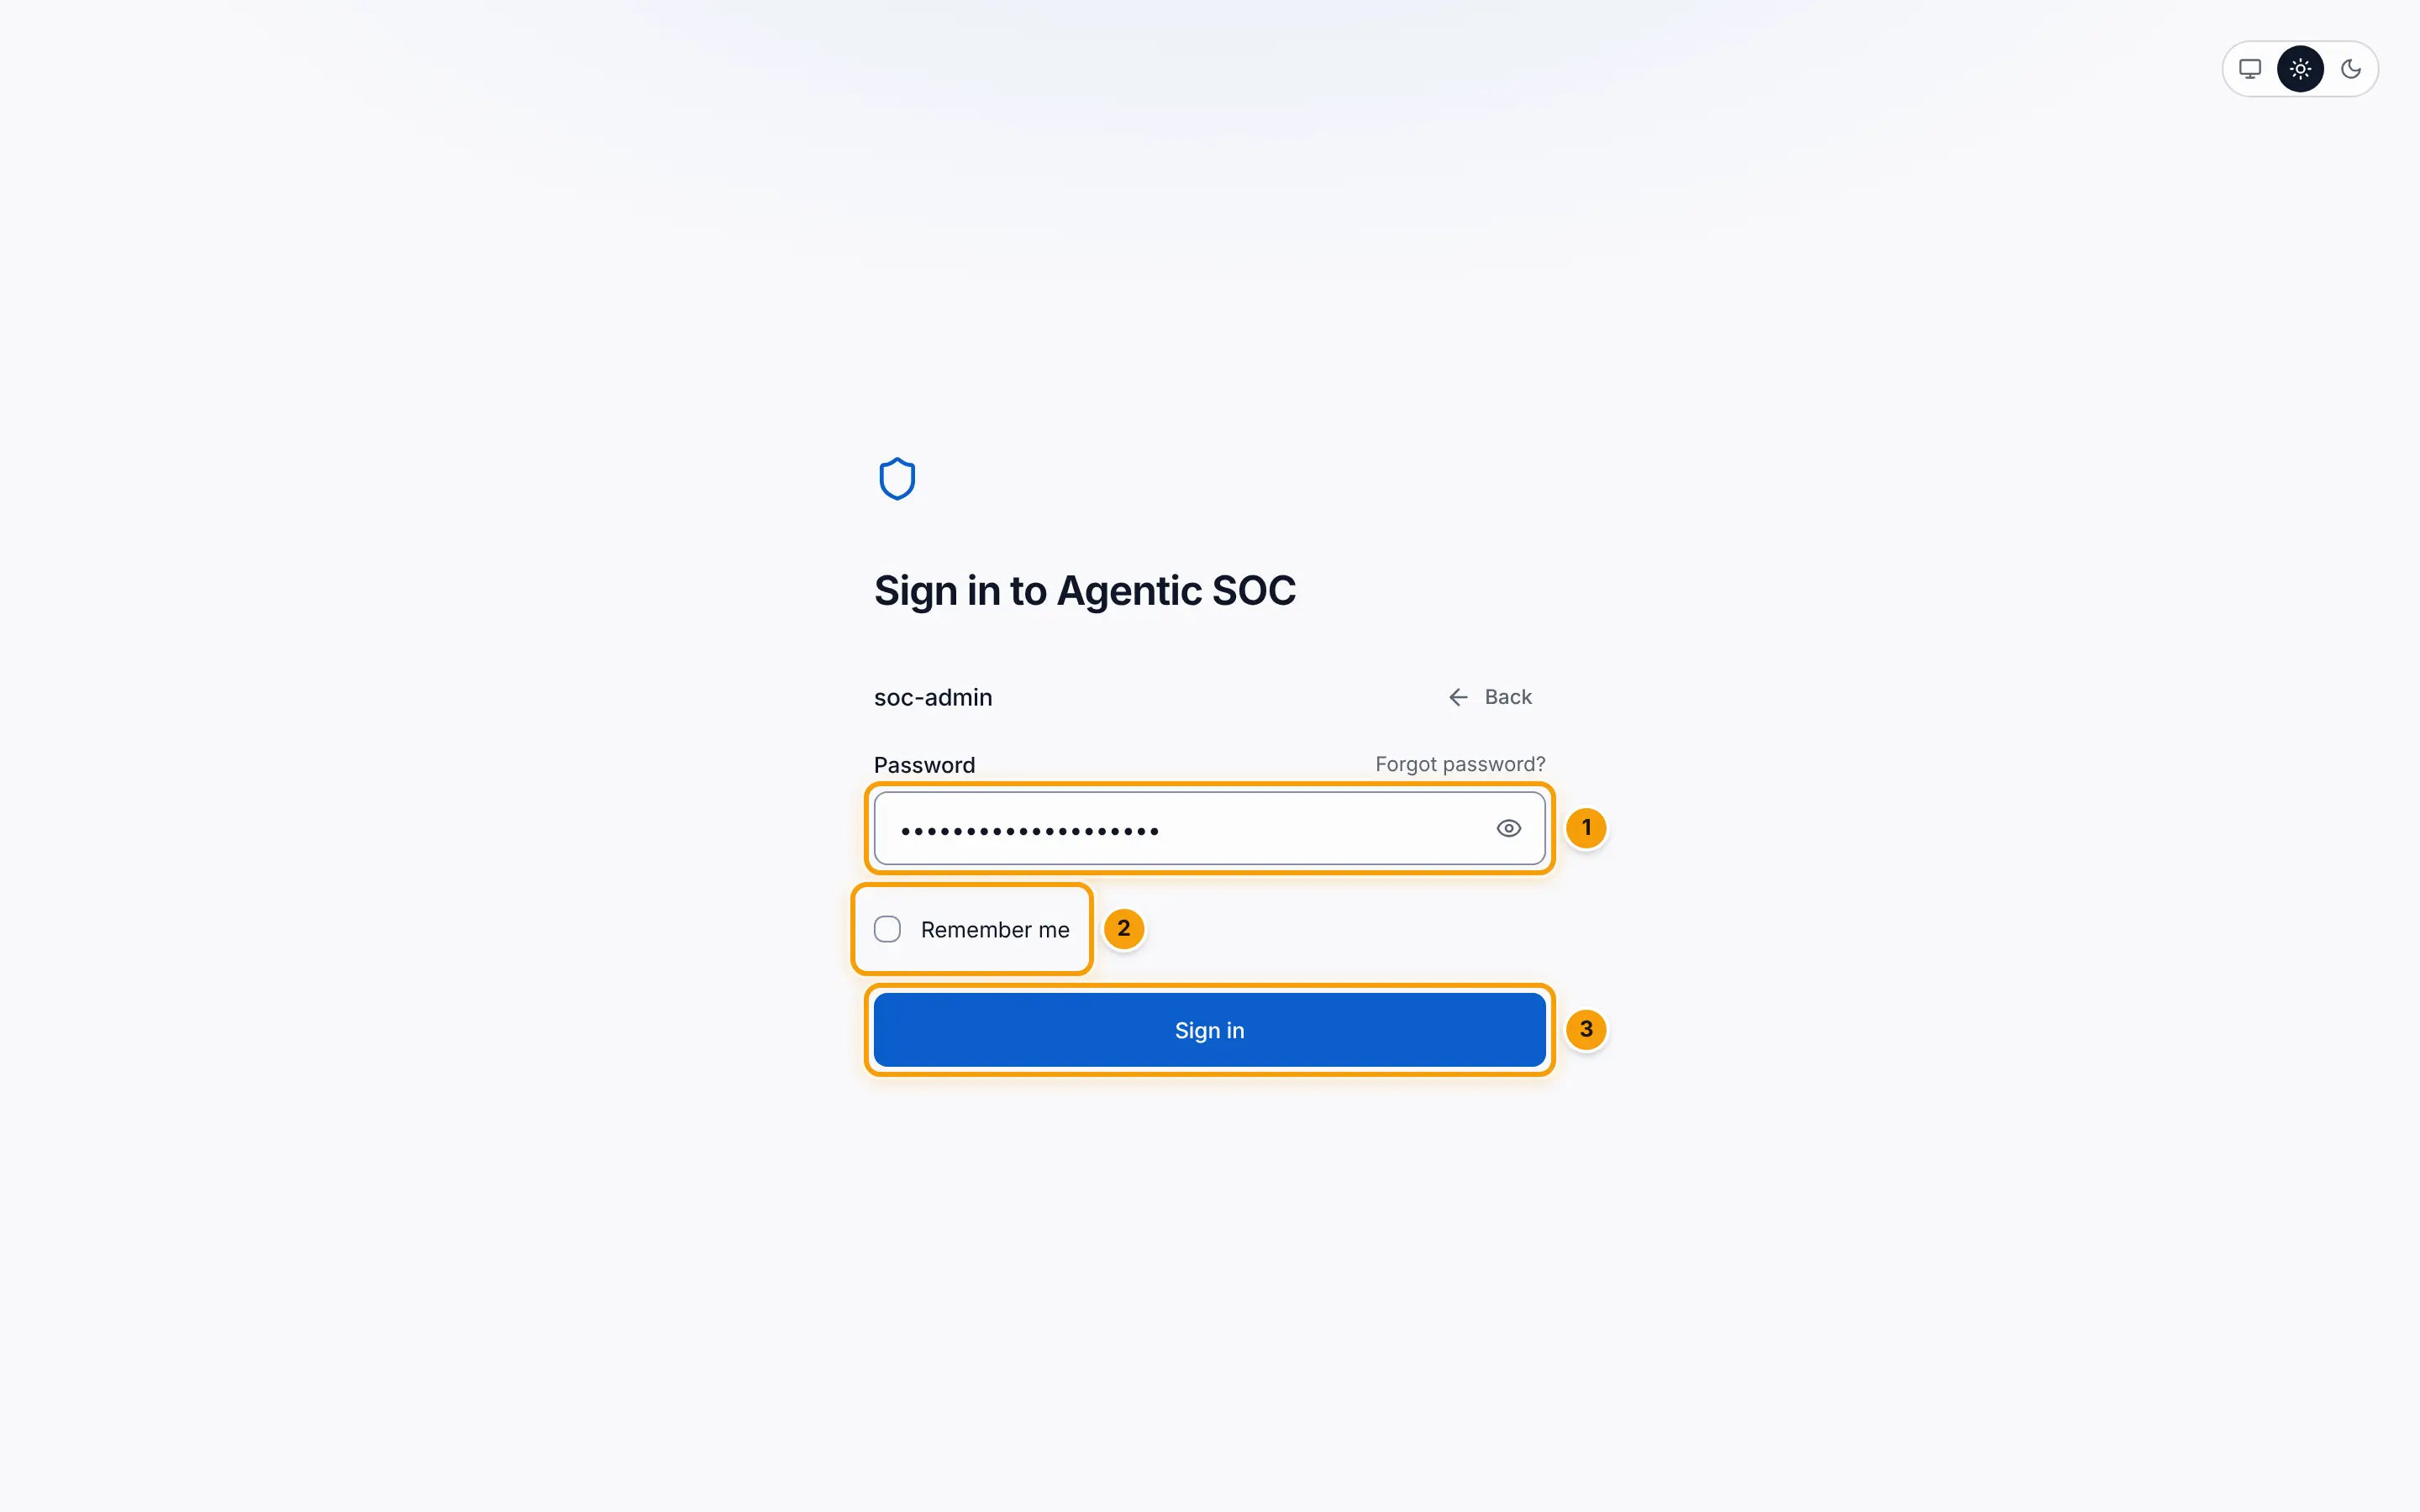 Sign in to Agentic SOC
soc-admin
Back
Password
Forgot password?
••••••••••••••••••••
1
Remember me
2
Sign in
3